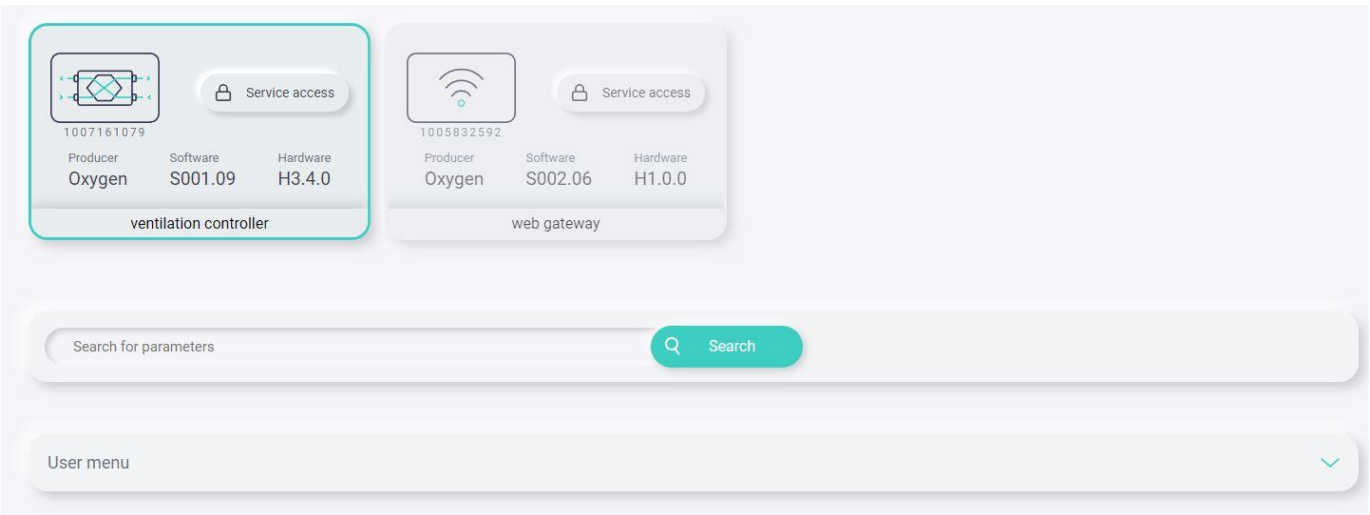 Service access
1007161079
Producer Software Hardware
Oxygen S001.09 H3.4.0
ventilation controller
Service access
1005832592
Producer Software Hardware
Oxygen S002.06 H1.0.0
web gateway
Search for parameters
Search
User menu